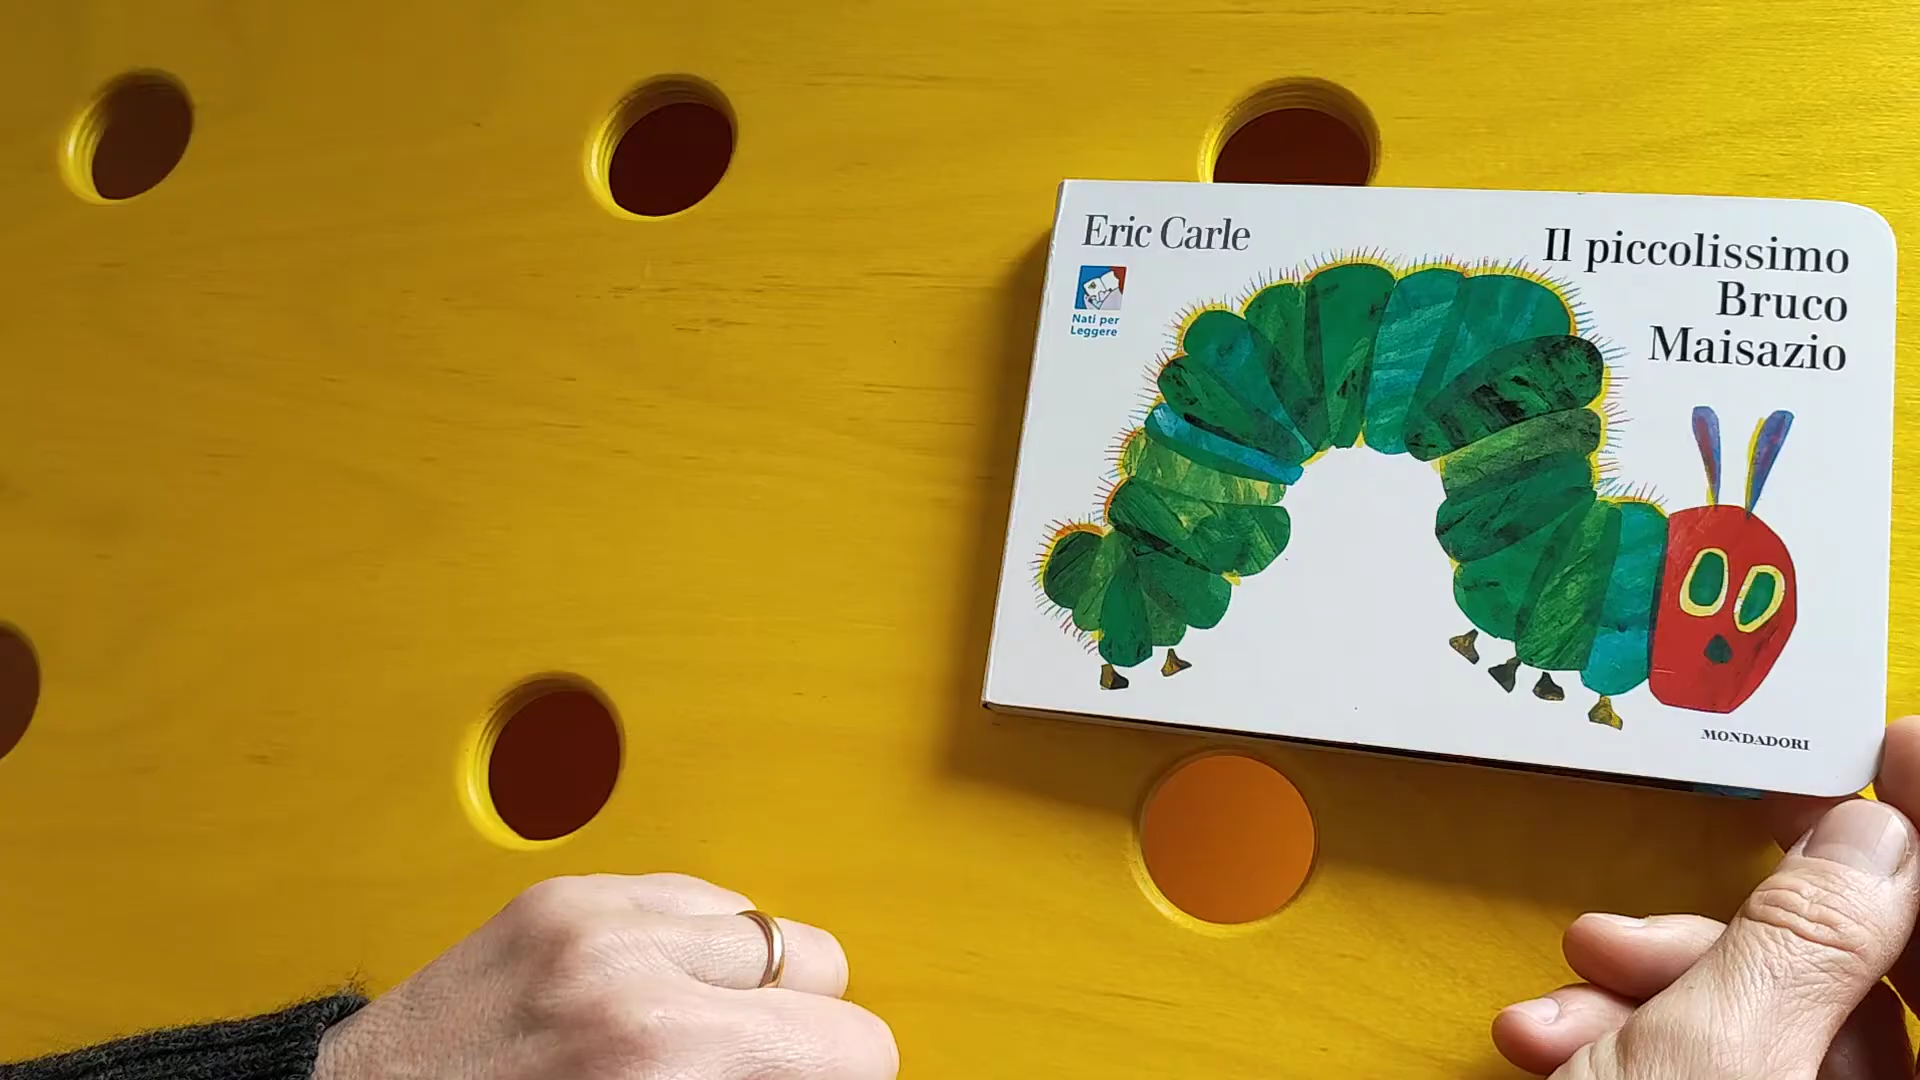 Eric Carle
Nati per
Leggere
Il piccolissimo
Bruco
Maisazio
MONDADORI